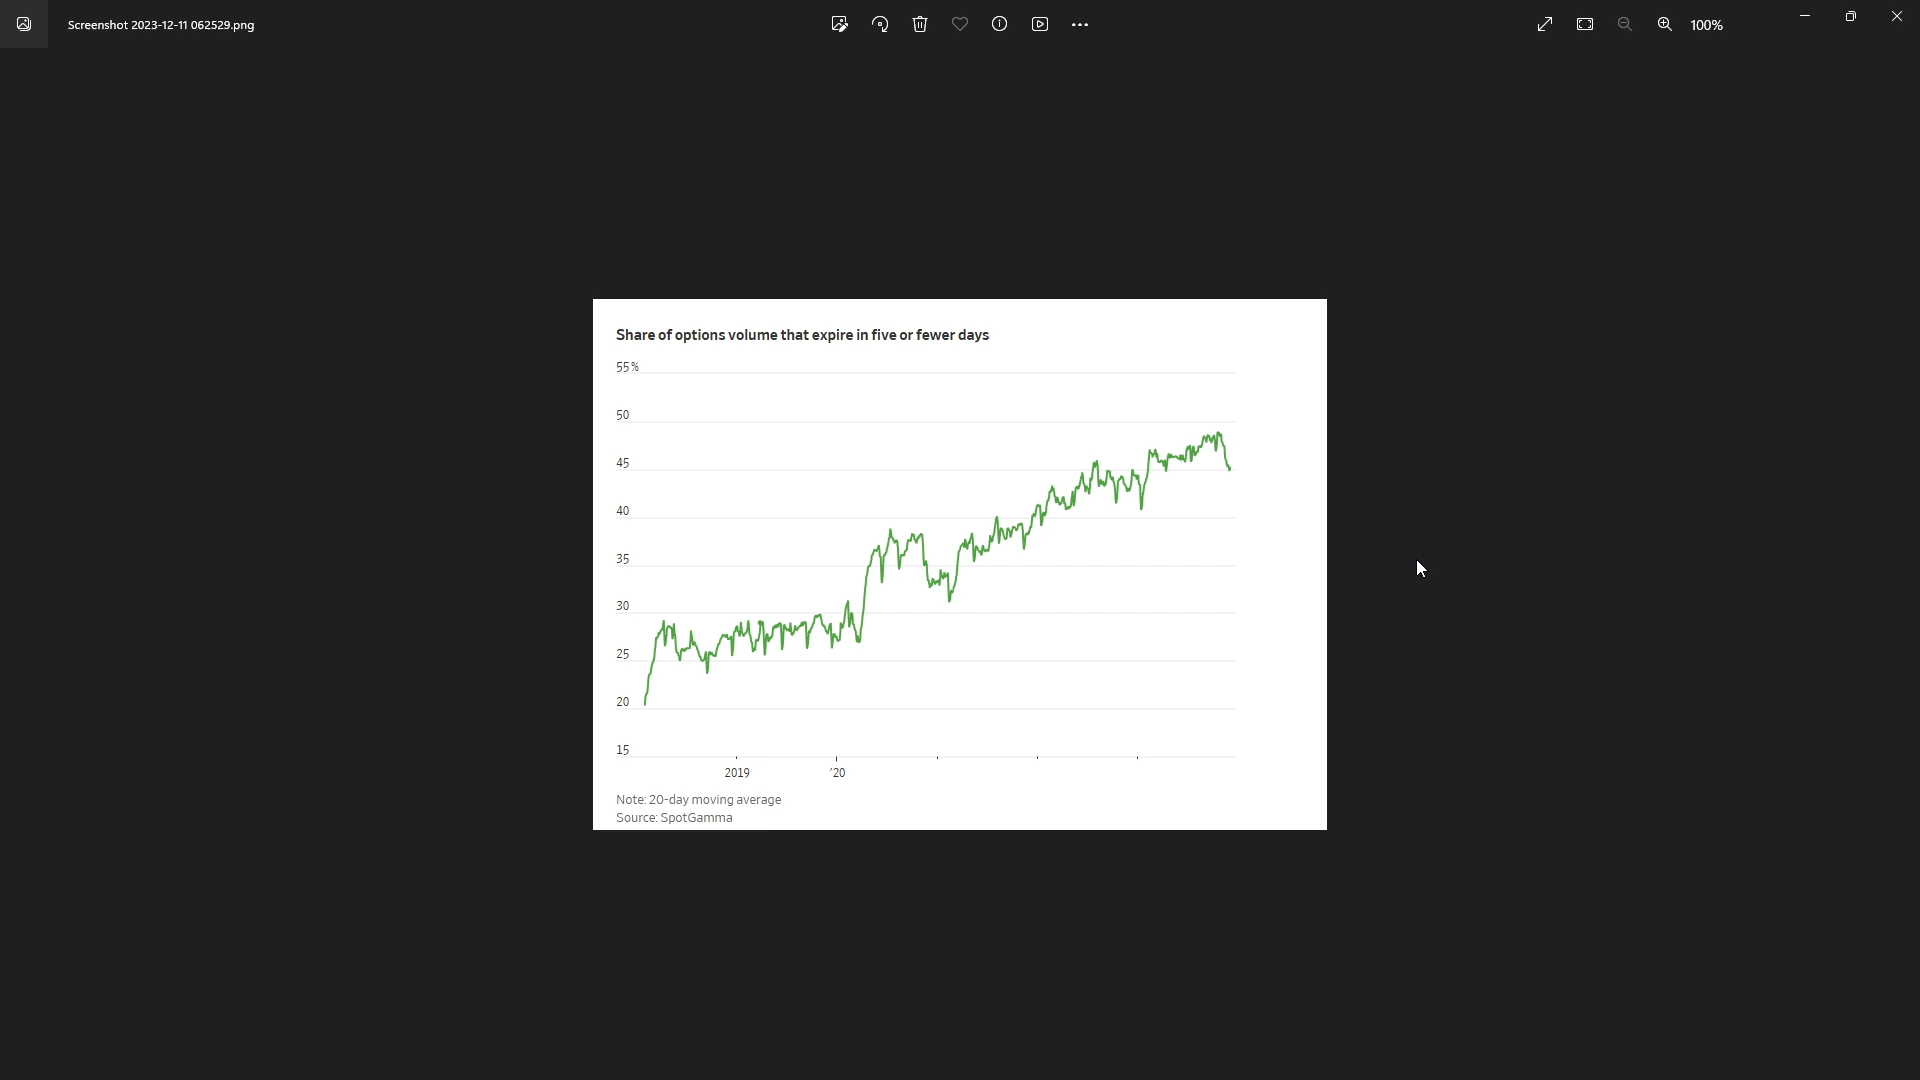 Screenshot 2023-12-11 062529.png
100%
Share of options volume that expire in five or fewer days
55%
50
45
40
35
30
25
20
15
2019 '20
Note: 20-day moving average
Source: SpotGamma